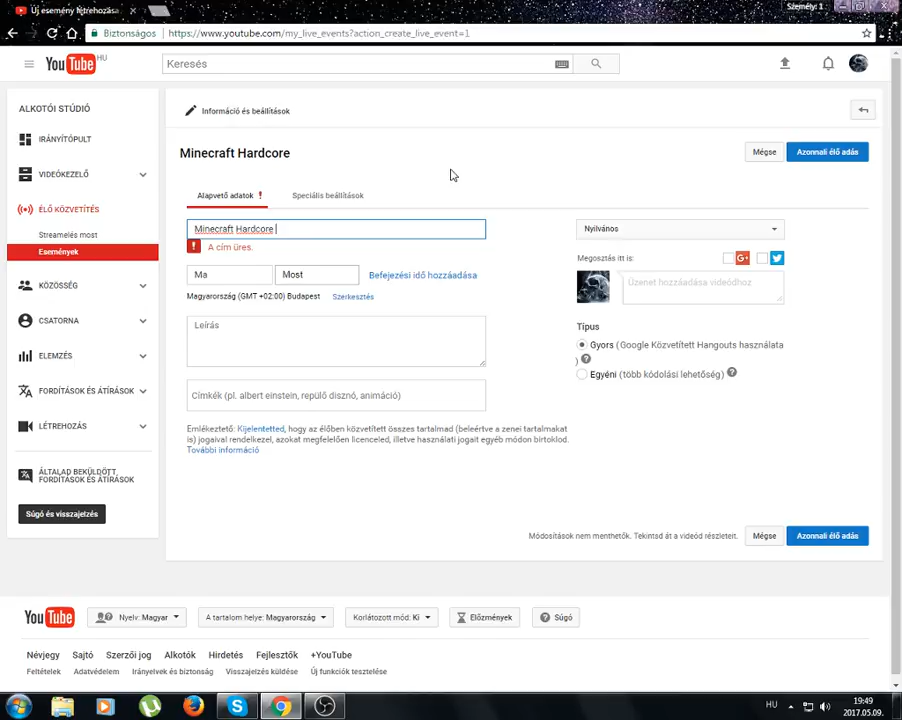 Új esemény létrehozása
Személy: 1
Biztonságos
https://www.youtube.com/my_live_events?action_create_live_event=1
YouTube HU
Keresés
ALKOTÓI STÚDIÓ
IRÁNYÍTÓPULT
VIDEÓKEZELŐ
ÉLŐ KÖZVETÍTÉS
Streamelés most
Események
KÖZÖSSÉG
CSATORNA
ELEMZÉS
FORDÍTÁSOK ÉS ÁTÍRÁSOK
LÉTREHOZÁS
ÁLTALAD BEKÜLDÖTT
FORDÍTÁSOK ÉS ÁTÍRÁSOK
Súgó és visszajelzés
Információ és beállítások
Minecraft Hardcore
Mégse
Azonnali élő adás
Alapvető adatok !
Speciális beállítások
Minecraft Hardcore
! A cím üres.
Ma
Most
Befejezési idő hozzáadása
Magyarország (GMT +02:00) Budapest
Szerkesztés
Leírás
Címkék (pl. albert einstein, repülő disznó, animáció)
Emlékeztető: Kijelentetted, hogy az élőben közvetített összes tartalmad (beleértve a zenei tartalmakat
is) jogaival rendelkezel, azokat megfelelően licenceled, illetve használati jogait egyéb módon birtoklod.
További információ
Nyilvános
Megosztás itt is:
G+
Üzenet hozzáadása videódhoz
Típus
Gyors (Google Közvetített Hangouts használata
) ?
Egyéni (több kódolási lehetőség) ?
Módosítások nem menthetők. Tekintsd át a videód részleteit.
Mégse
Azonnali élő adás
YouTube
Nyelv: Magyar
A tartalom helye: Magyarország
Korlátozott mód: Ki
Előzmények
Súgó
Névjegy
Sajtó
Szerzői jog
Alkotók
Hirdetés
Fejlesztők
+YouTube
Feltételek
Adatvédelem
Irányelvek és biztonság
Visszajelzés küldése
Új funkciók tesztelése
HU
19:49
2017.05.09.